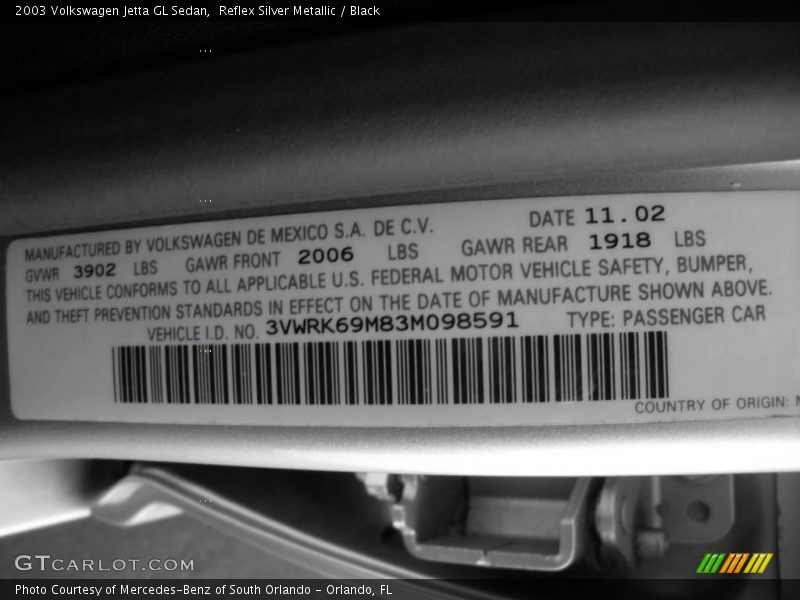 2003 Volkswagen Jetta GL Sedan,  Reflex Silver Metallic / Black
MANUFACTURED BY VOLKSWAGEN DE MEXICO S.A. DE C.V. DATE 11.02
GVWR 3902 LBS GAWR FRONT 2006 LBS GAWR REAR 1918 LBS
THIS VEHICLE CONFORMS TO ALL APPLICABLE U.S. FEDERAL MOTOR VEHICLE SAFETY, BUMPER,
AND THEFT PREVENTION STANDARDS IN EFFECT ON THE DATE OF MANUFACTURE SHOWN ABOVE.
VEHICLE I.D. NO. 3VWRK69M83M098591 TYPE: PASSENGER CAR
COUNTRY OF ORIGIN:
GTCARLOT.COM
Photo Courtesy of Mercedes-Benz of South Orlando - Orlando, FL